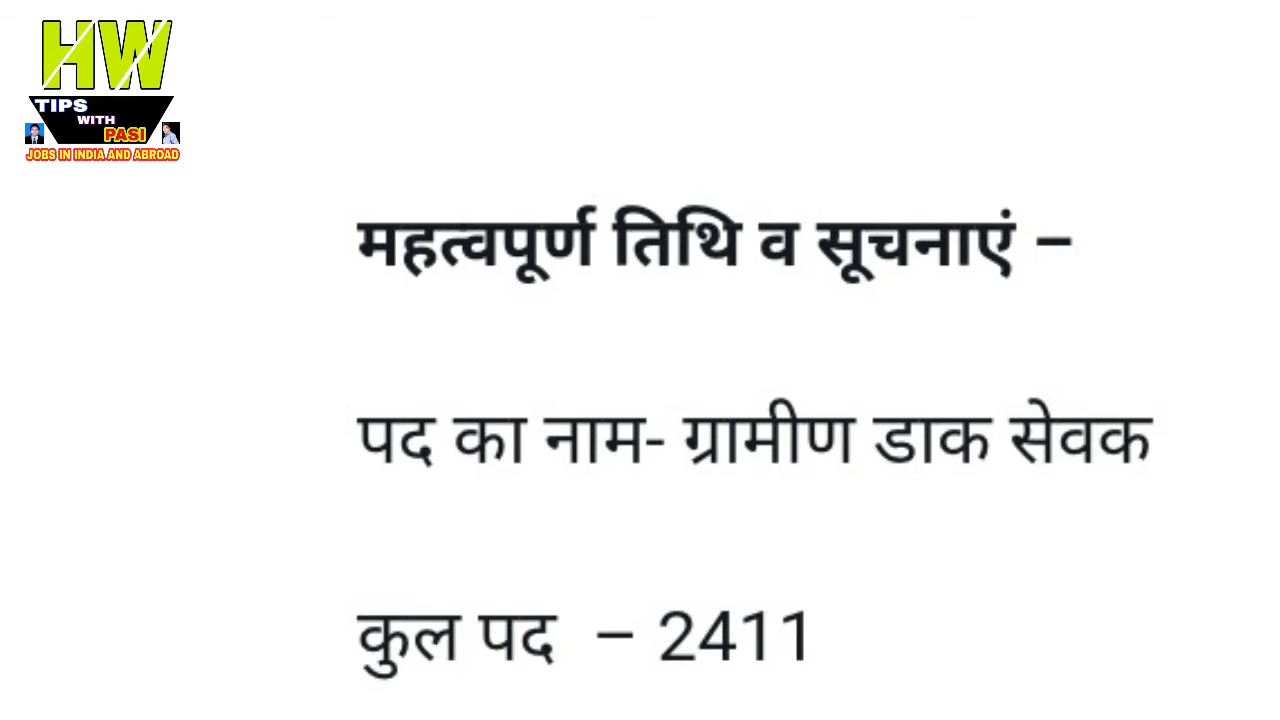 HW
TIPS
WITH
PASI
JOBS IN INDIA AND ABROAD
महत्वपूर्ण तिथि व सूचनाएं –
पद का नाम- ग्रामीण डाक सेवक
कुल पद – 2411